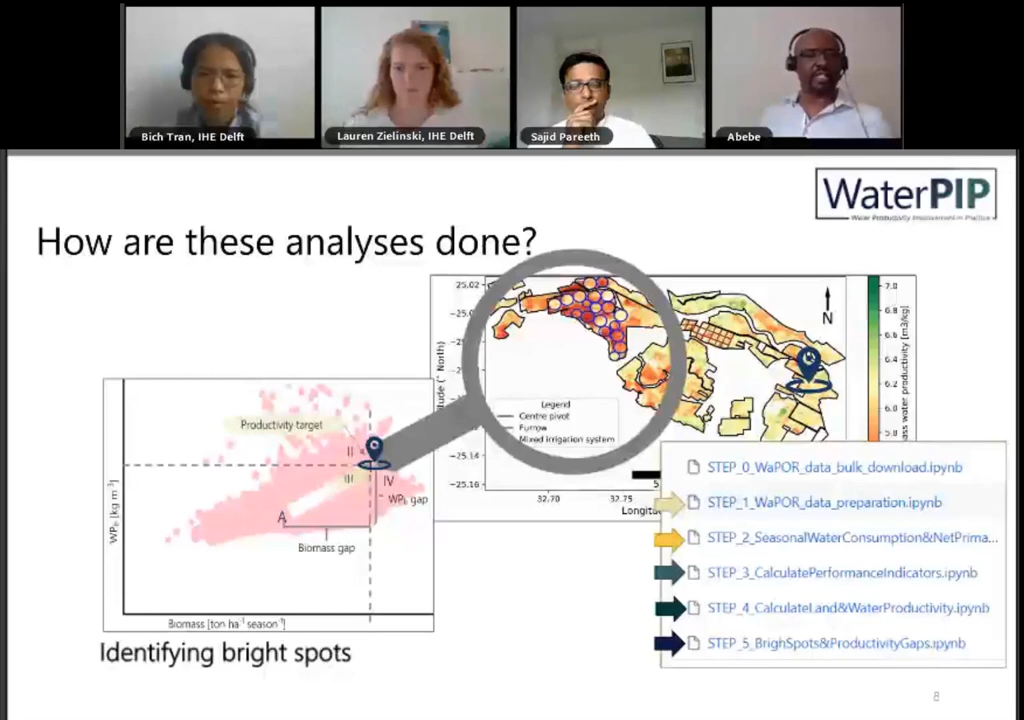 Bich Tran, IHE Delft
Lauren Zielinski, IHE Delft
Sajid Pareeth
Abebe
WaterPIP
Water Productivity Improvement in Practice
How are these analyses done?
25.02
7.0
6.8
6.6
6.4
6.2
6.0
5.8
N
Legend
Centre pivot
Furrow
Mixed irrigation system
−25.14
−25.16
32.70
32.75
5
Productivity target
II
III
IV
WPb gap
A
Biomass gap
WPb [kg m⁻³]
Biomass [ton ha⁻¹ season⁻¹]
Identifying bright spots
STEP_0_WaPOR_data_bulk_download.ipynb
STEP_1_WaPOR_data_preparation.ipynb
STEP_2_SeasonalWaterConsumption&NetPrima...
STEP_3_CalculatePerformanceIndicators.ipynb
STEP_4_CalculateLand&WaterProductivity.ipynb
STEP_5_BrighSpots&ProductivityGaps.ipynb
8